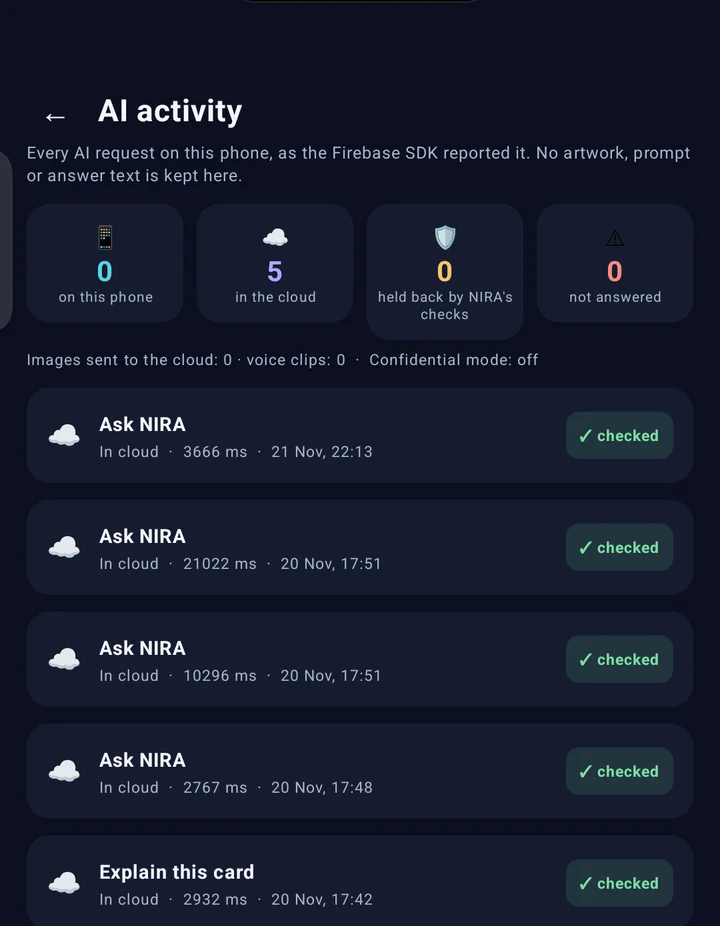 ← AI activity
Every AI request on this phone, as the Firebase SDK reported it. No artwork, prompt
or answer text is kept here.
0
on this phone
5
in the cloud
0
held back by NIRA's
checks
0
not answered
Images sent to the cloud: 0 · voice clips: 0 · Confidential mode: off
Ask NIRA
In cloud · 3666 ms · 21 Nov, 22:13
✓ checked
Ask NIRA
In cloud · 21022 ms · 20 Nov, 17:51
✓ checked
Ask NIRA
In cloud · 10296 ms · 20 Nov, 17:51
✓ checked
Ask NIRA
In cloud · 2767 ms · 20 Nov, 17:48
✓ checked
Explain this card
In cloud · 2932 ms · 20 Nov, 17:42
✓ checked